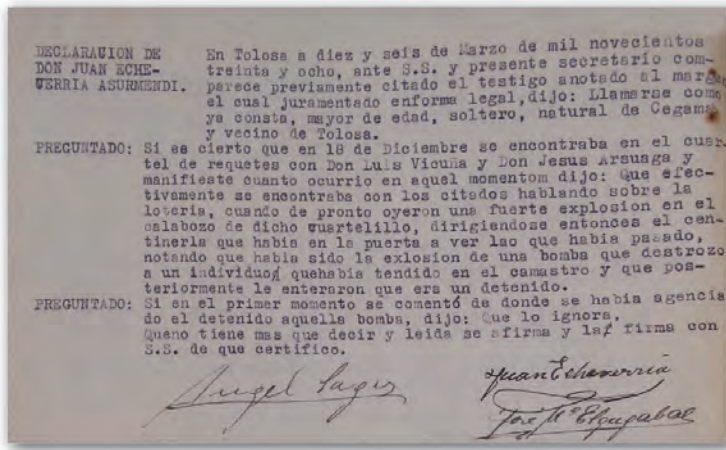 DECLARACION DE
DON JUAN ECHE-
VERRIA ASURMENDI.
En Tolosa a diez y seis de Marzo de mil novecientos
treinta y ocho, ante S.S. y presente secretario com-
parece previamente citado el testigo anotado al marge
el cual juramentado enforma legal,dijo: Llamarse como
ya consta, mayor de edad, soltero, natural de Cegama
y vecino de Tolosa.
PREGUNTADO: Si es cierto que en 18 de Diciembre se encontraba en el cuar-
tel de requetes con Don Luis Vicuña y Don Jesus Arsuaga y
manifieste cuanto ocurrio en aquel momentom dijo: Que efec-
tivamente se encontraba con los citados hablando sobre la
loteria, cuando de pronto oyeron una fuerte explosion en el
calabozo de dicho cuartelillo, dirigiendose entonces el cen-
tinerla que habia en la puerta a ver lao que habia pasado,
notando que habia sido la exlosion de una bomba que destrozo
a un individuo quehabia tendido en el camastro y que pos-
teriormente le enteraron que era un detenido.
PREGUNTADO: Si en el primer momento se comentó de donde se habia agencia
do el detenido aquella bomba, dijo: Que lo ignora.
Queno tiene mas que decir y leida se afirma y la firma con
S.S. de que certifico.
Angel
Juan Echeverria
José Mª